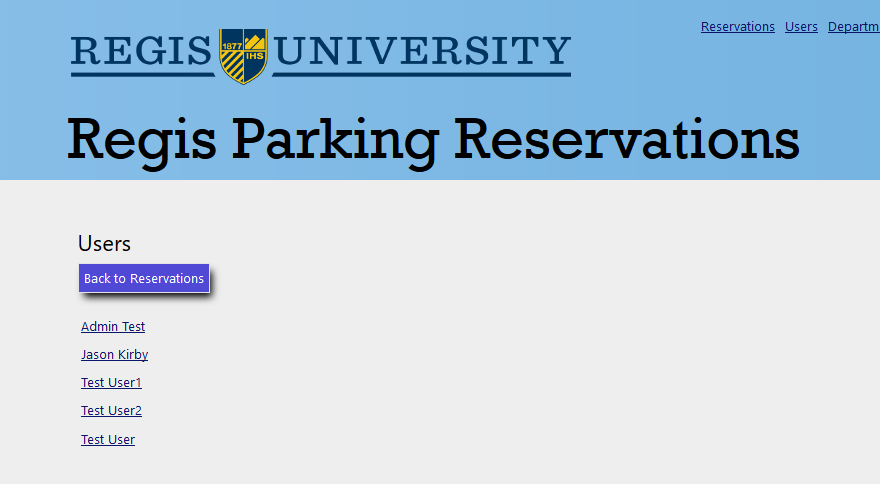 Reservations Users Departm
REGIS UNIVERSITY
1877
IHS
Regis Parking Reservations
Users
Back to Reservations
Admin Test
Jason Kirby
Test User1
Test User2
Test User